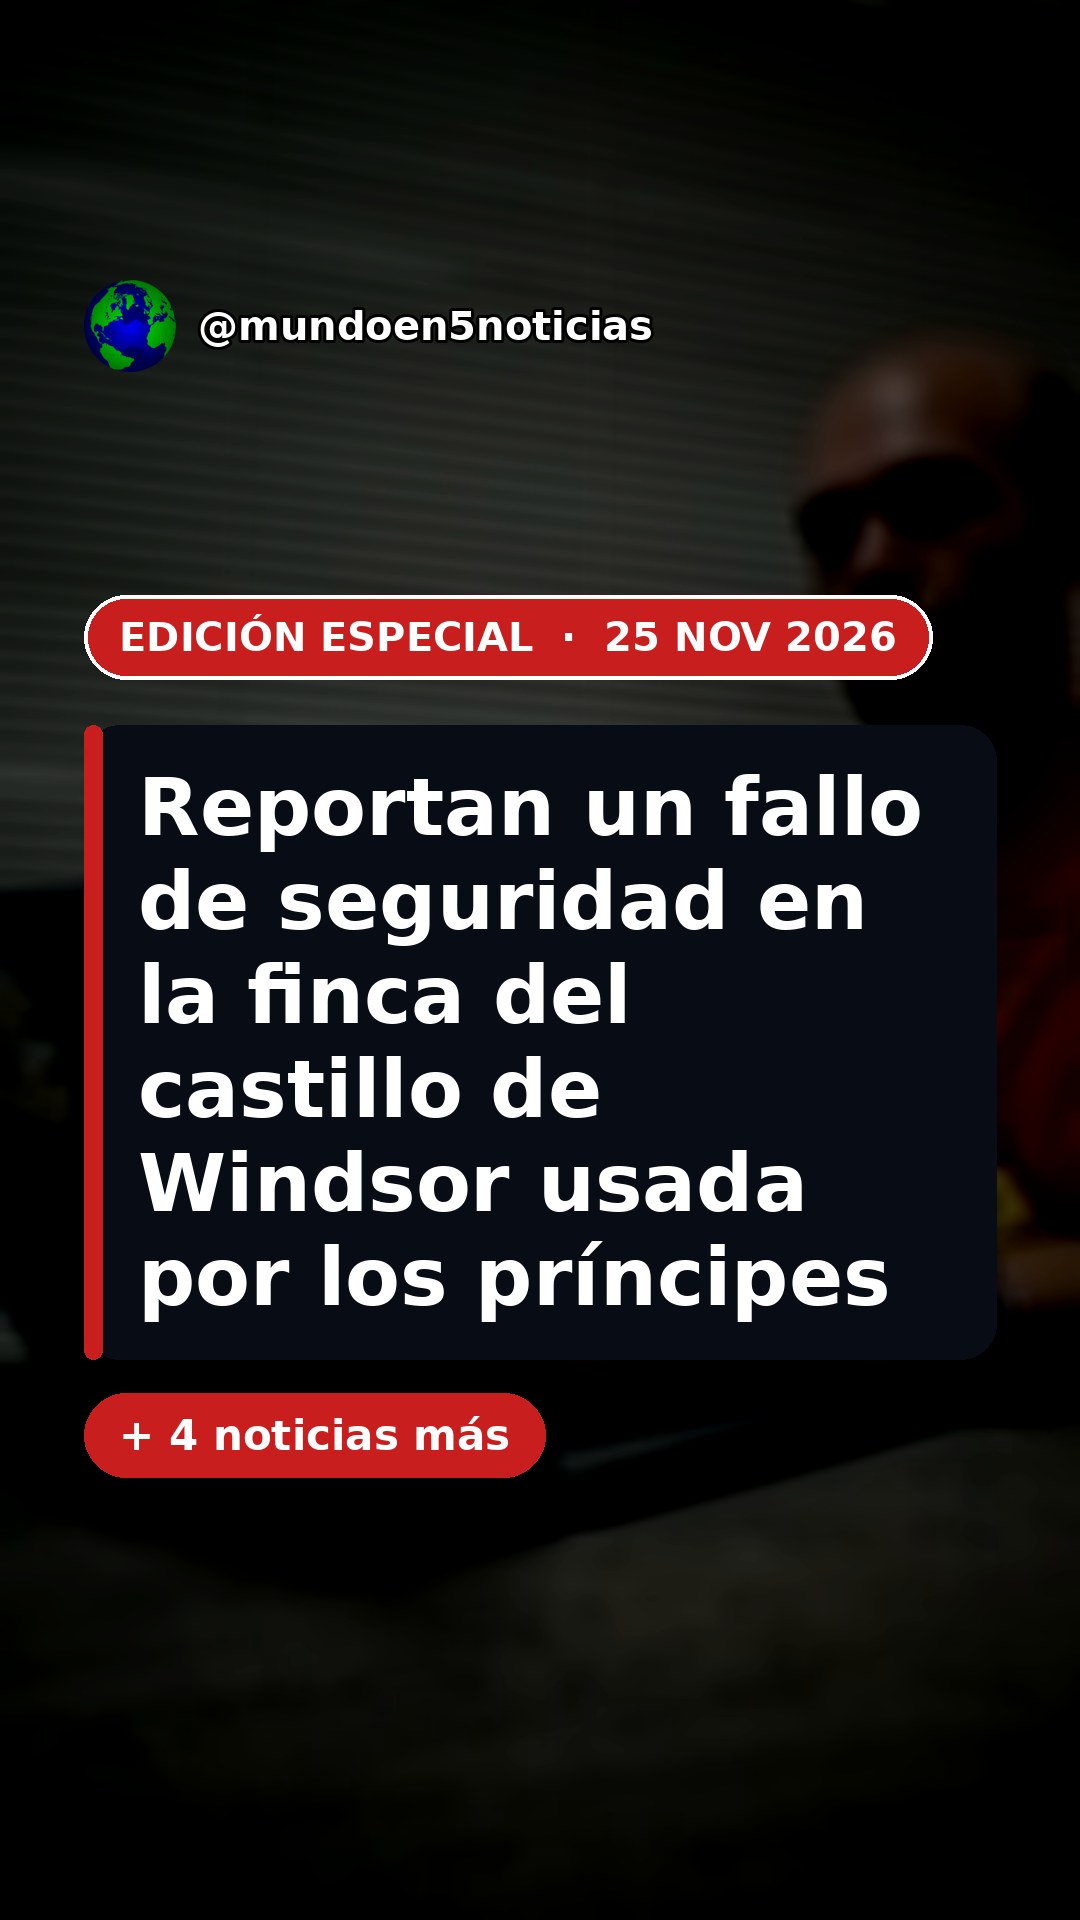 @mundoen5noticias
EDICIÓN ESPECIAL · 25 NOV 2026
Reportan un fallo
de seguridad en
la finca del
castillo de
Windsor usada
por los príncipes
+ 4 noticias más